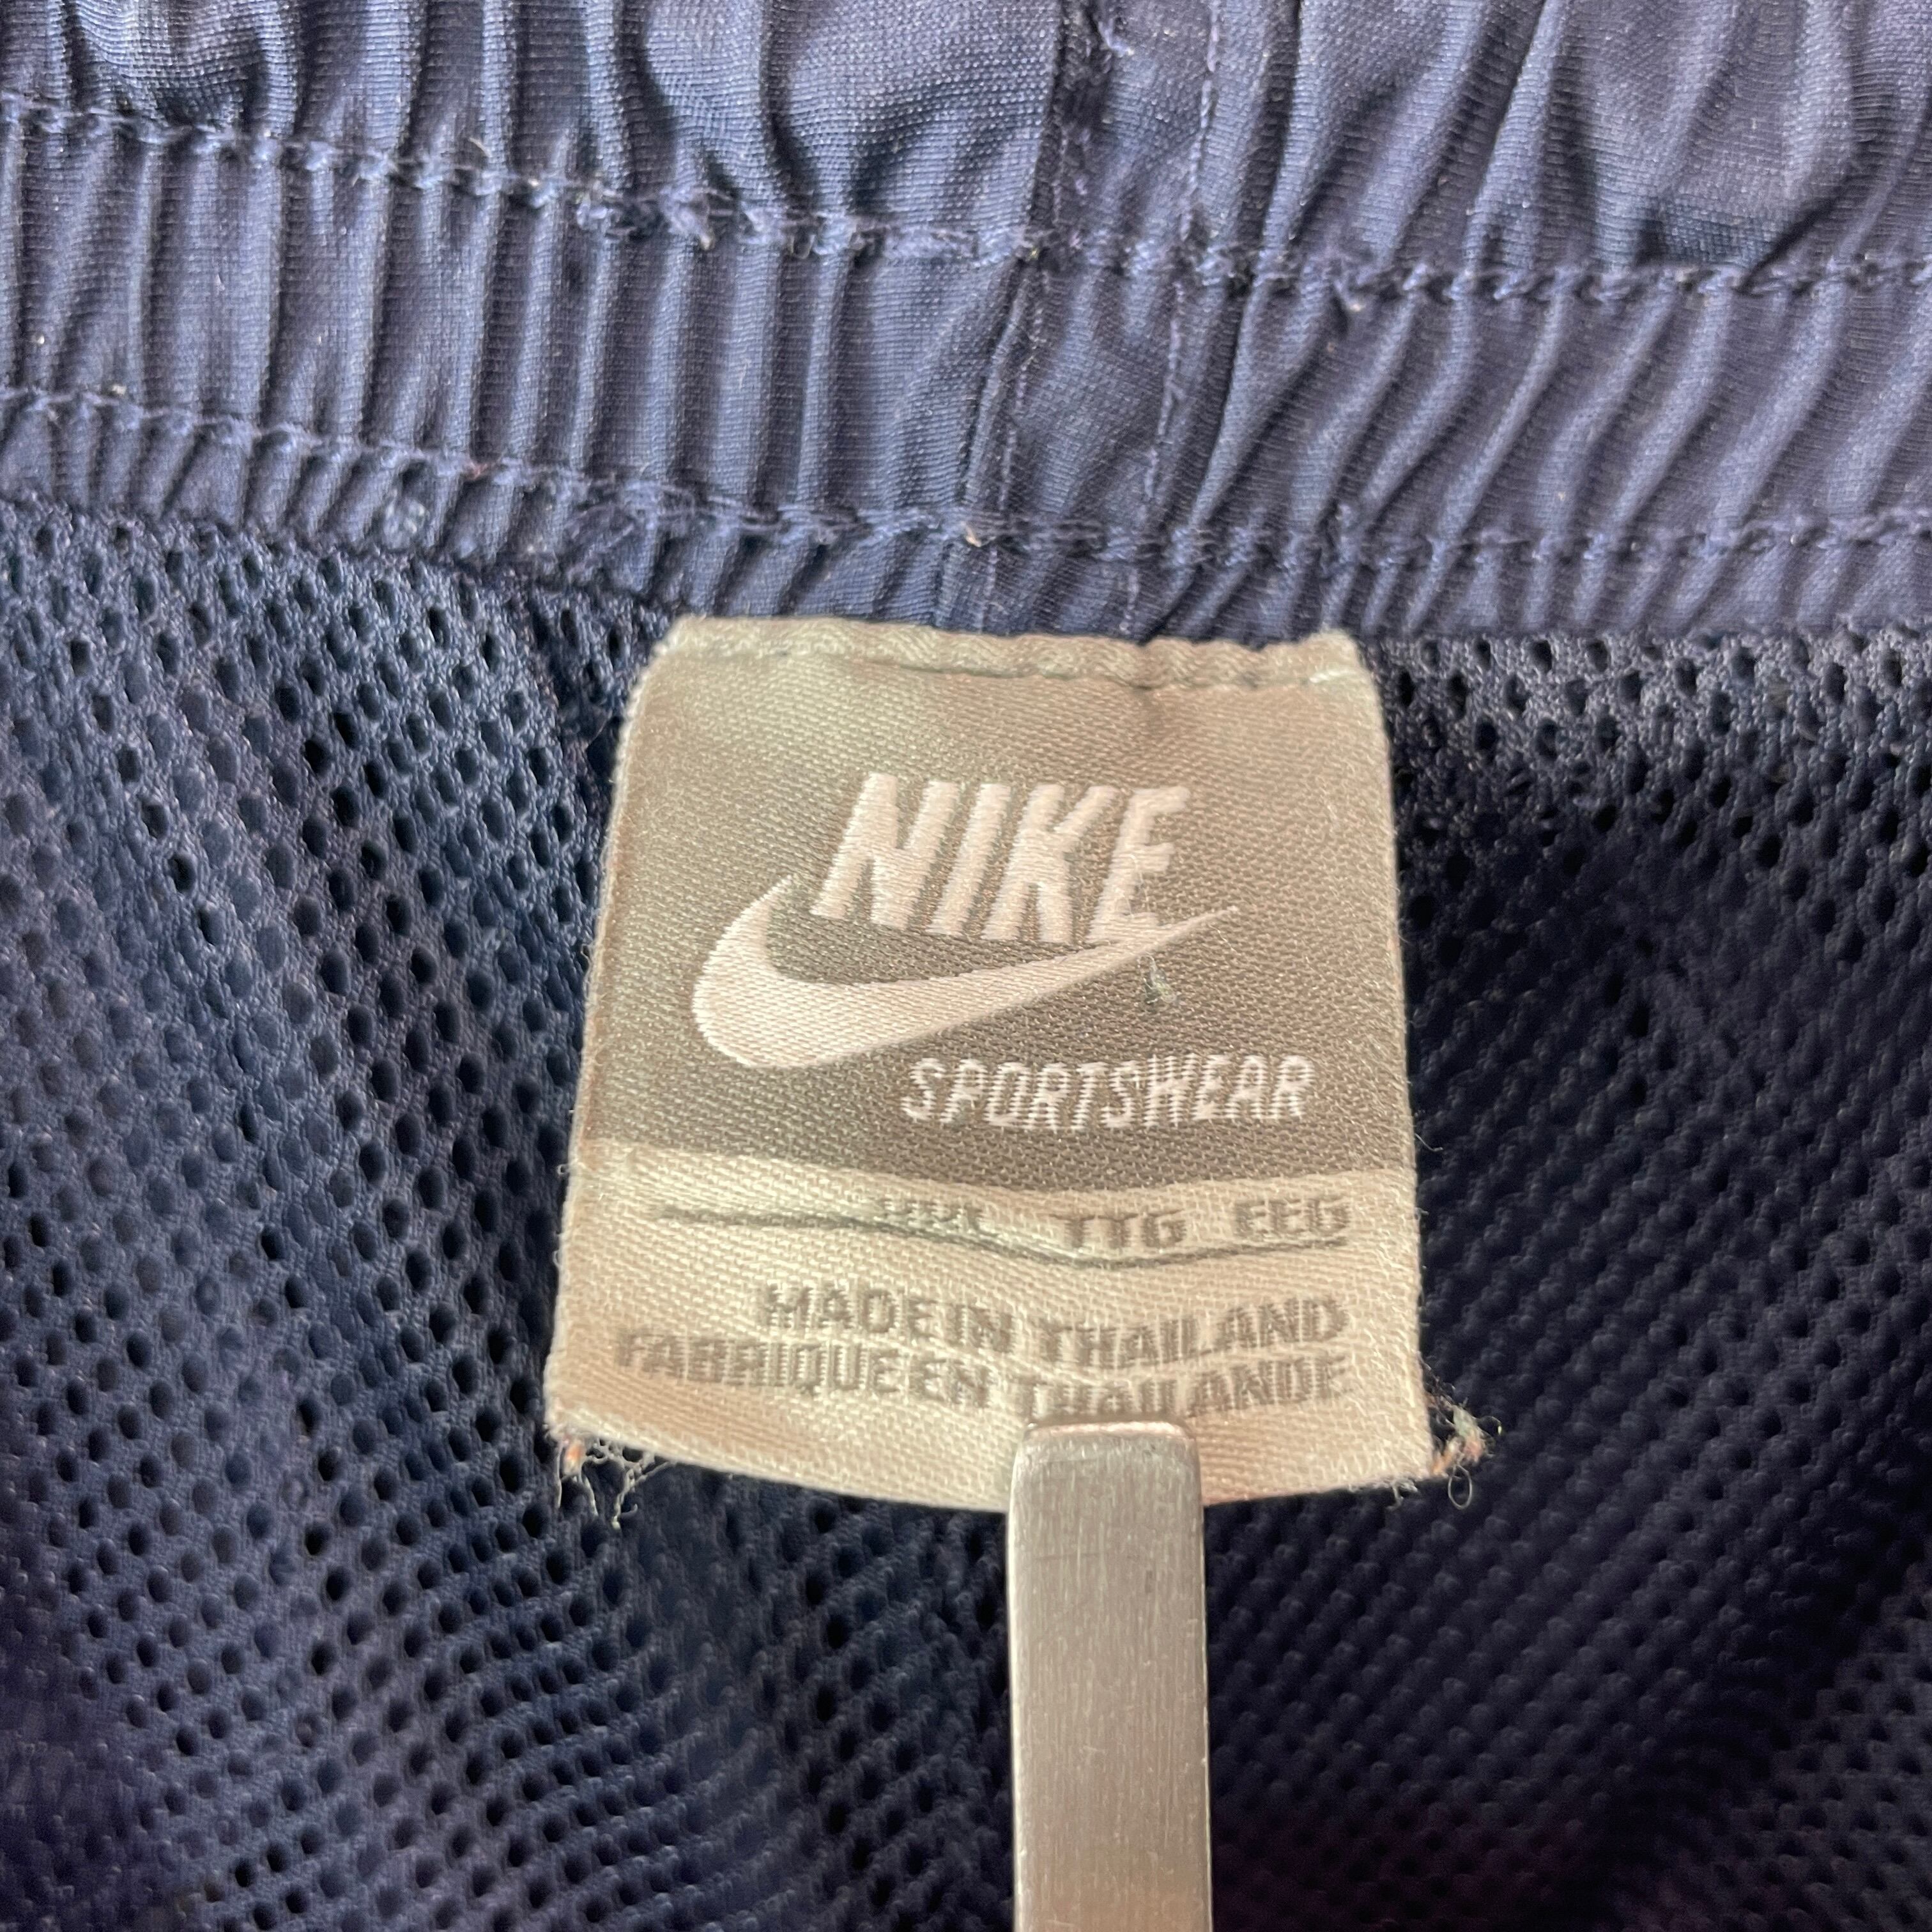 NIKE
SPORTSWEAR
TTG EEG
MADE IN THAILAND
FABRIQUE EN THAILANDE